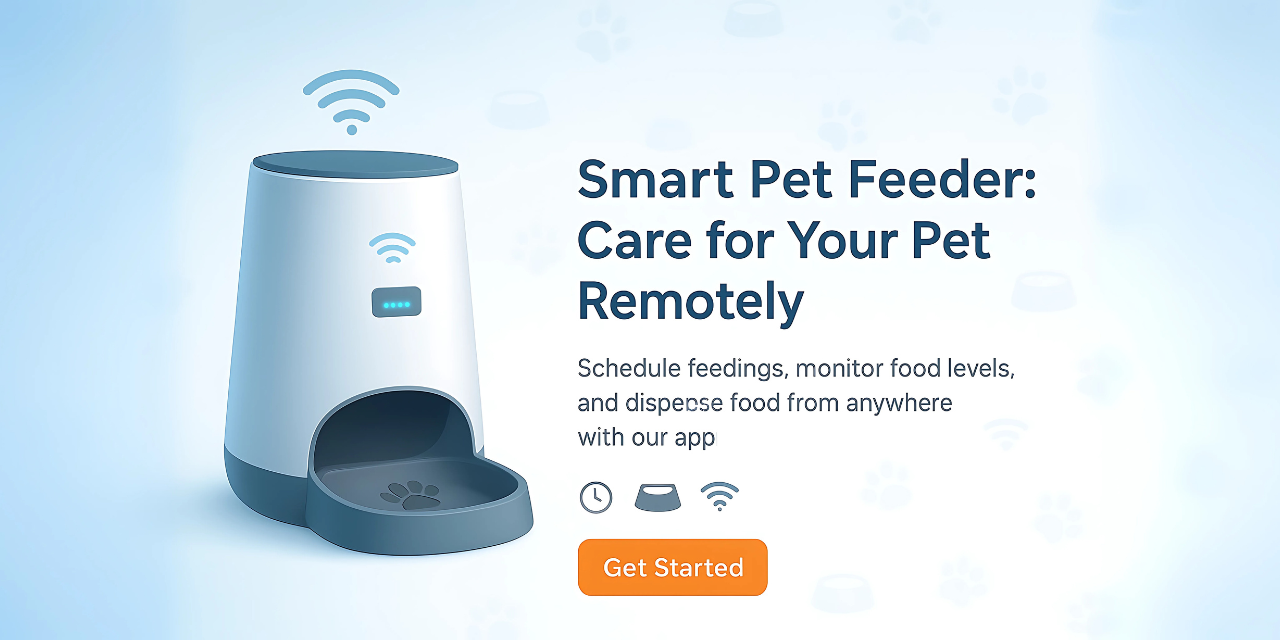 Smart Pet Feeder:
Care for Your Pet
Remotely
Schedule feedings, monitor food levels,
and dispense food from anywhere
with our app
Get Started